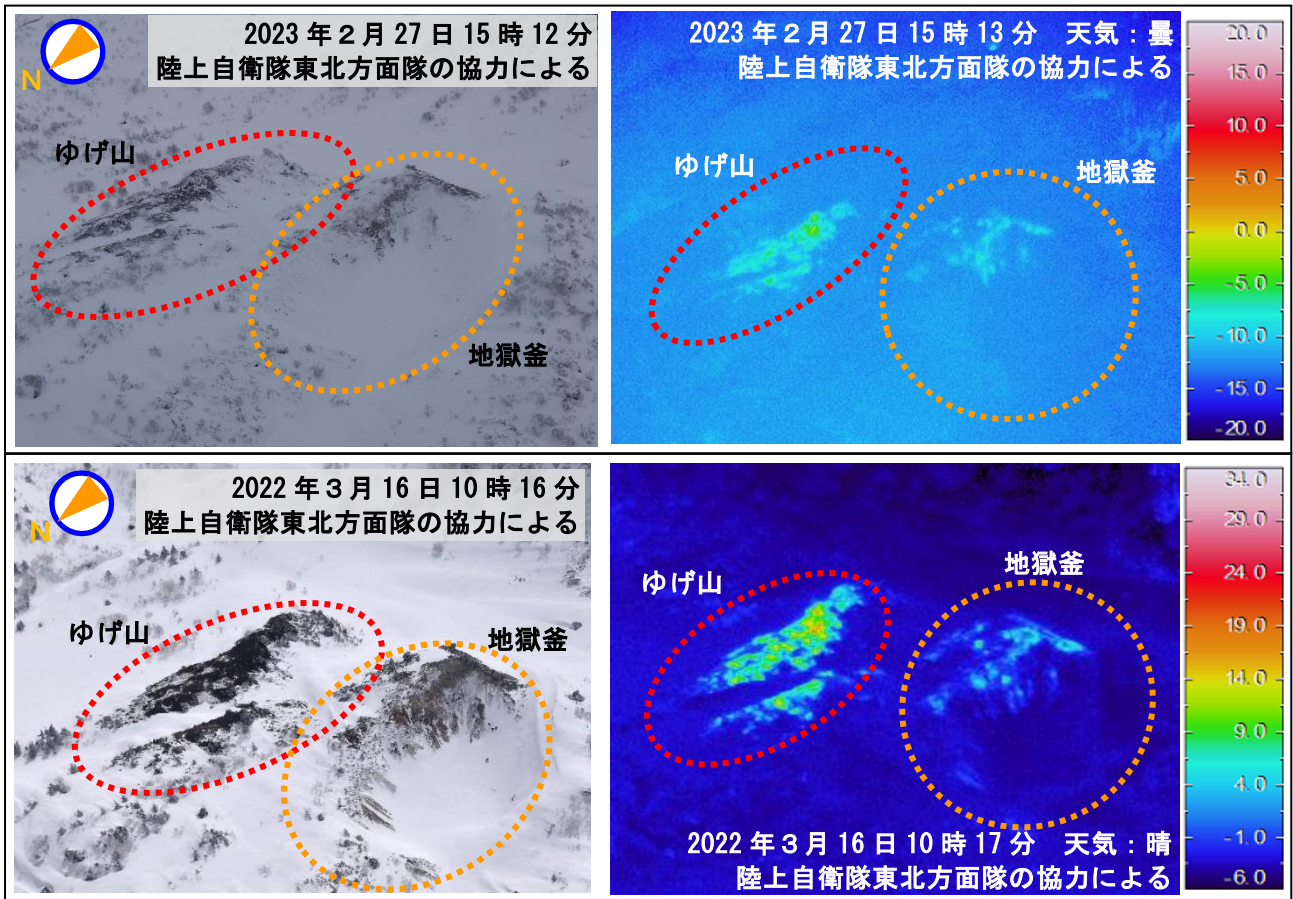 2023年2月27日15時12分
陸上自衛隊東北方面隊の協力による
N
ゆげ山
地獄釜
2023年2月27日15時13分 天気：曇
陸上自衛隊東北方面隊の協力による
ゆげ山
地獄釜
20.0
15.0
10.0
5.0
0.0
-5.0
-10.0
-15.0
-20.0
2022年3月16日10時16分
陸上自衛隊東北方面隊の協力による
N
ゆげ山
地獄釜
ゆげ山
地獄釜
2022年3月16日10時17分 天気：晴
陸上自衛隊東北方面隊の協力による
34.0
29.0
24.0
19.0
14.0
9.0
4.0
-1.0
-6.0